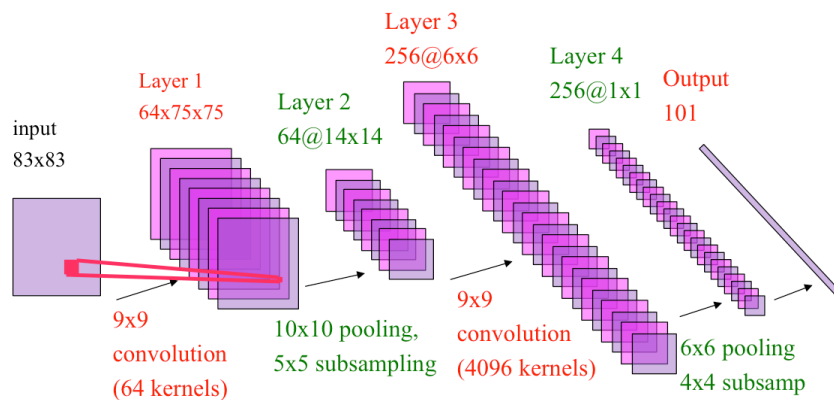 input
83x83
Layer 1
64x75x75
Layer 2
64@14x14
Layer 3
256@6x6
Layer 4
256@1x1
Output
101
9x9
convolution
(64 kernels)
10x10 pooling,
5x5 subsampling
9x9
convolution
(4096 kernels)
6x6 pooling
4x4 subsamp